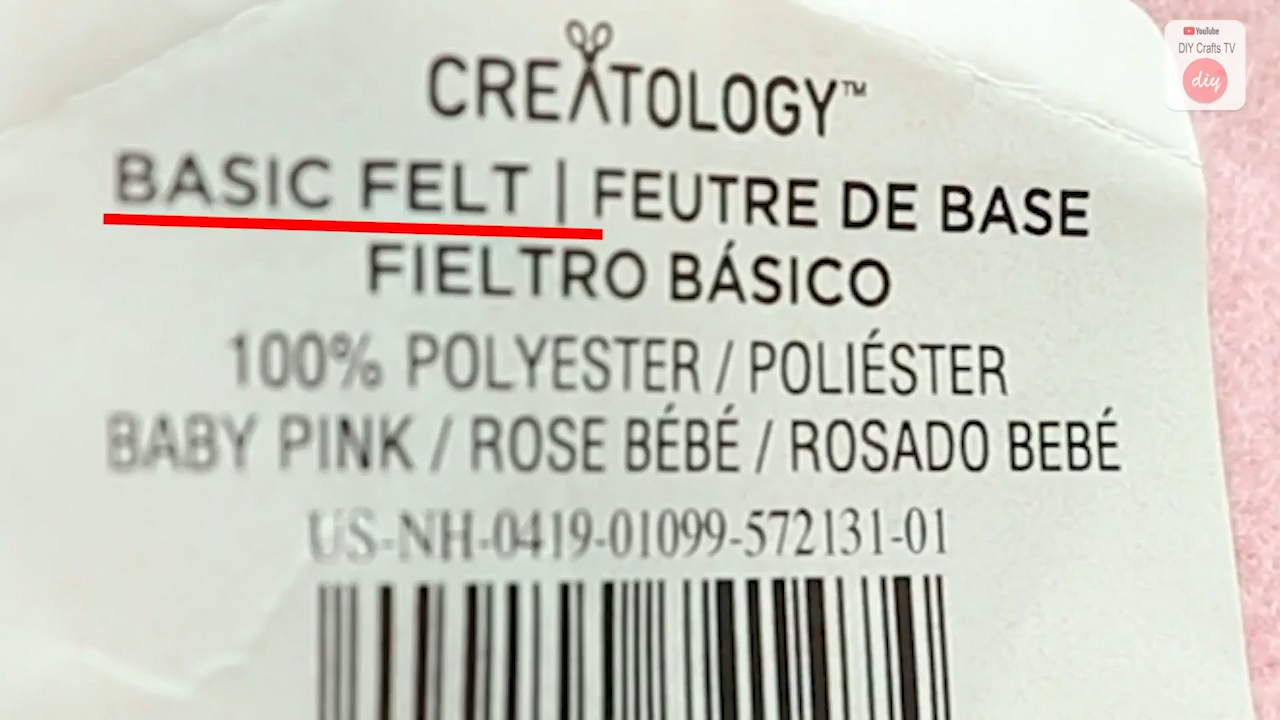 CREATOLOGY™
BASIC FELT | FEUTRE DE BASE
FIELTRO BÁSICO
100% POLYESTER / POLIÉSTER
BABY PINK / ROSE BÉBÉ / ROSADO BEBÉ
US-NH-0419-01099-572131-01
YouTube
DIY Crafts TV
diy